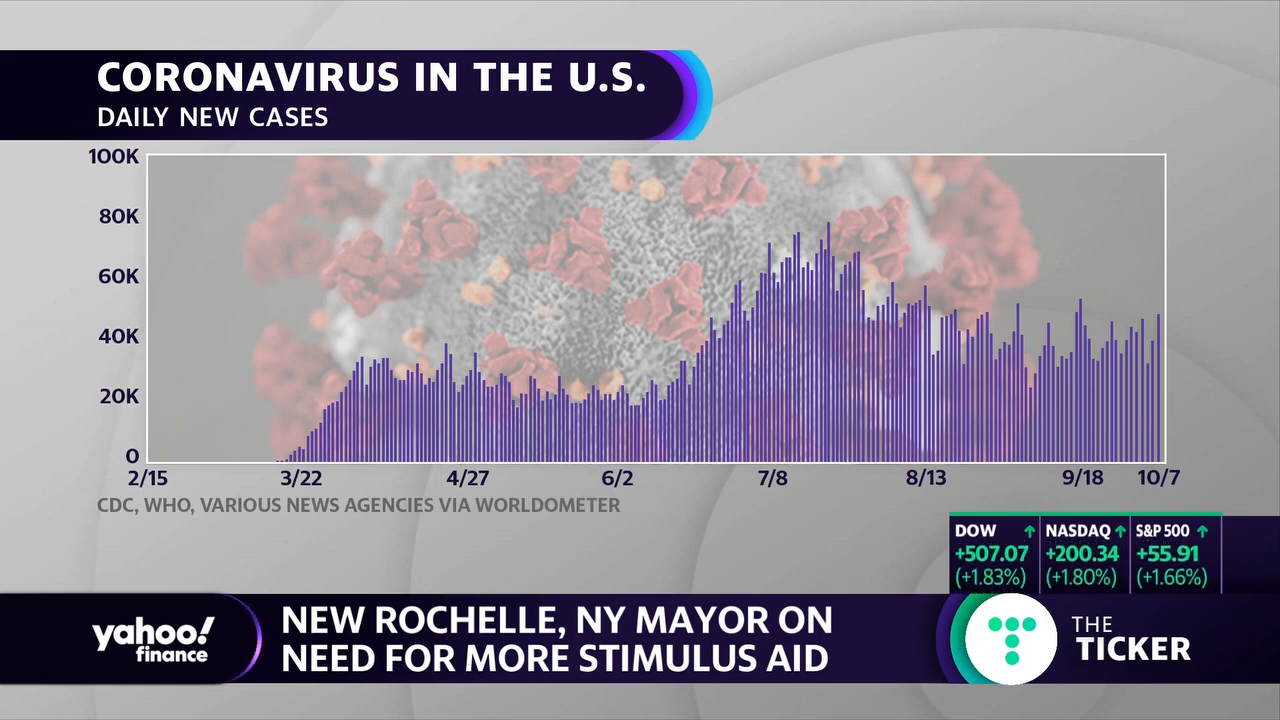 CORONAVIRUS IN THE U.S.
DAILY NEW CASES
100K
80K
60K
40K
20K
0
2/15 3/22 4/27 6/2 7/8 8/13 9/18 10/7
CDC, WHO, VARIOUS NEWS AGENCIES VIA WORLDOMETER
DOW NASDAQ S&P 500
+507.07 +200.34 +55.91
(+1.83%) (+1.80%) (+1.66%)
yahoo!
finance
NEW ROCHELLE, NY MAYOR ON
NEED FOR MORE STIMULUS AID
THE
TICKER